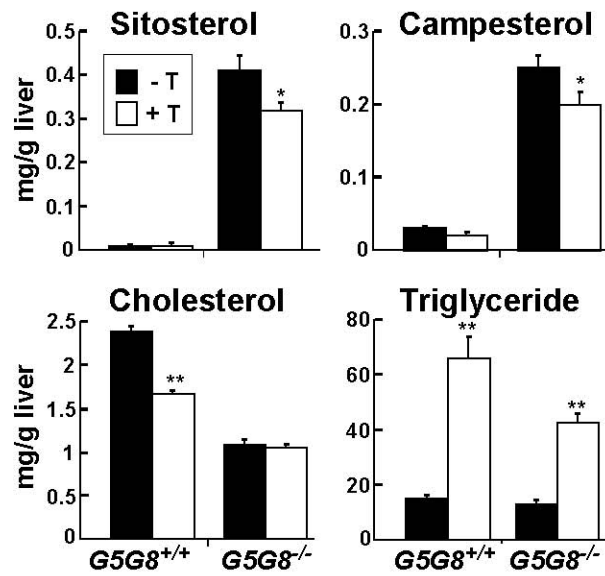 Sitosterol
mg/g liver
0.5
0.4
0.3
0.2
0.1
0
- T
+ T
*
Campesterol
0.3
0.2
0.1
0
*
Cholesterol
mg/g liver
2.5
2
1.5
1
0.5
0
**
G5G8+/+
G5G8-/-
Triglyceride
80
60
40
20
0
**
**
G5G8+/+
G5G8-/-